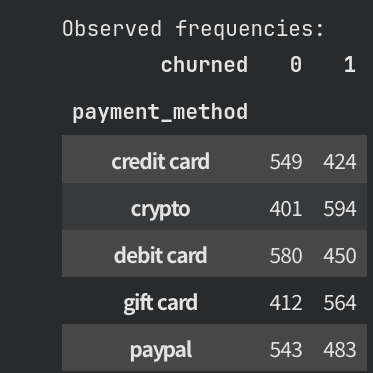 Observed frequencies:
churned 0 1
payment_method
credit card 549 424
crypto 401 594
debit card 580 450
gift card 412 564
paypal 543 483